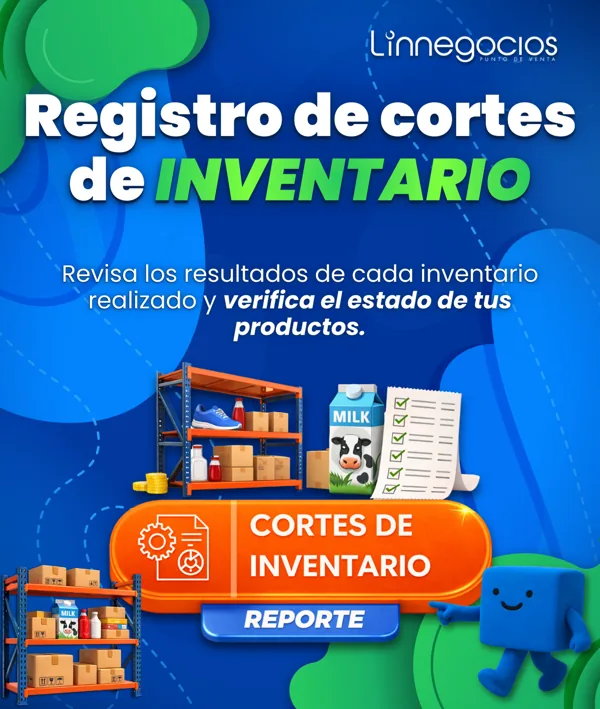 Linnegocios
PUNTO DE VENTA
Registro de cortes
de INVENTARIO
Revisa los resultados de cada inventario
realizado y verifica el estado de tus
productos.
MILK
CORTES DE
INVENTARIO
REPORTE
MILK